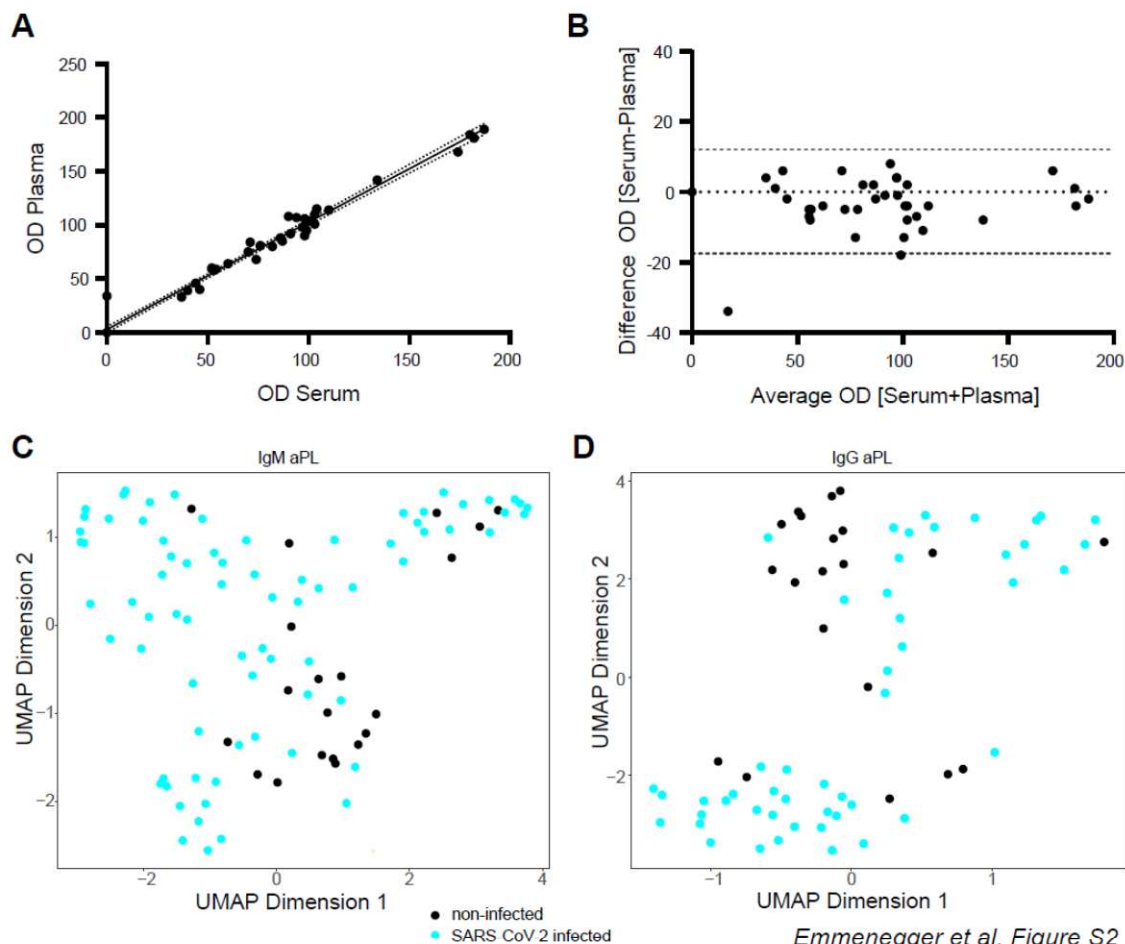 A
B
250
200
150
100
50
0
OD Plasma
0
50
100
150
200
OD Serum
40
20
0
-20
-40
Difference OD [Serum-Plasma]
50
100
150
200
Average OD [Serum+Plasma]
C
D
IgM aPL
1
0
−1
−2
UMAP Dimension 2
−2
0
2
4
UMAP Dimension 1
IgG aPL
4
2
0
−2
UMAP Dimension 2
−1
0
1
UMAP Dimension 1
non-infected
SARS CoV-2 infected
Emmenegger et al, Figure S2